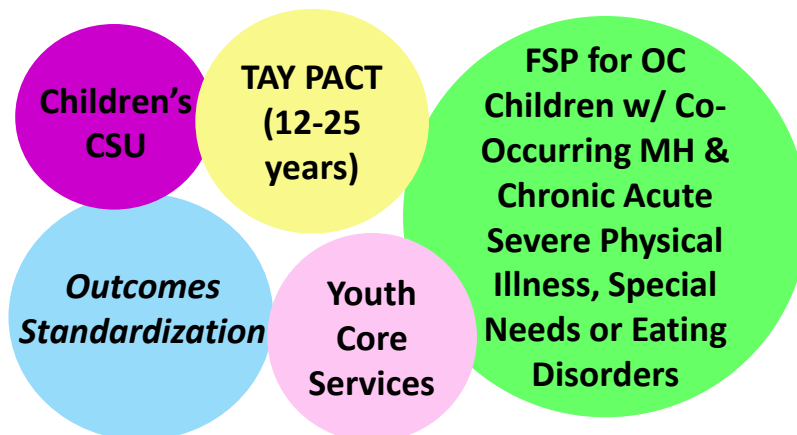 Children's
CSU
TAY PACT
(12-25
years)
FSP for OC
Children w/ Co-
Occurring MH &
Chronic Acute
Severe Physical
Illness, Special
Needs or Eating
Disorders
Outcomes
Standardization
Youth
Core
Services